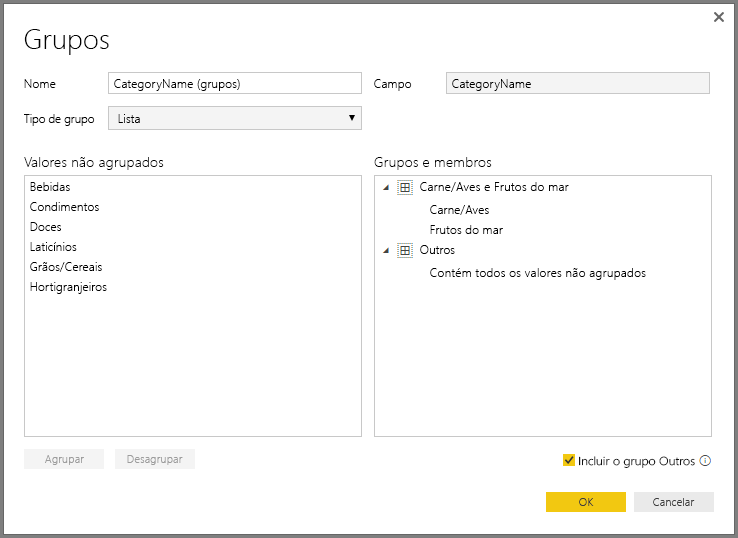 Grupos
Nome CategoryName (grupos) Campo CategoryName
Tipo de grupo Lista
Valores não agrupados
Bebidas
Condimentos
Doces
Laticínios
Grãos/Cereais
Hortigranjeiros
Agrupar Desagrupar
Grupos e membros
Carne/Aves e Frutos do mar
Carne/Aves
Frutos do mar
Outros
Contém todos os valores não agrupados
Incluir o grupo Outros
OK Cancelar